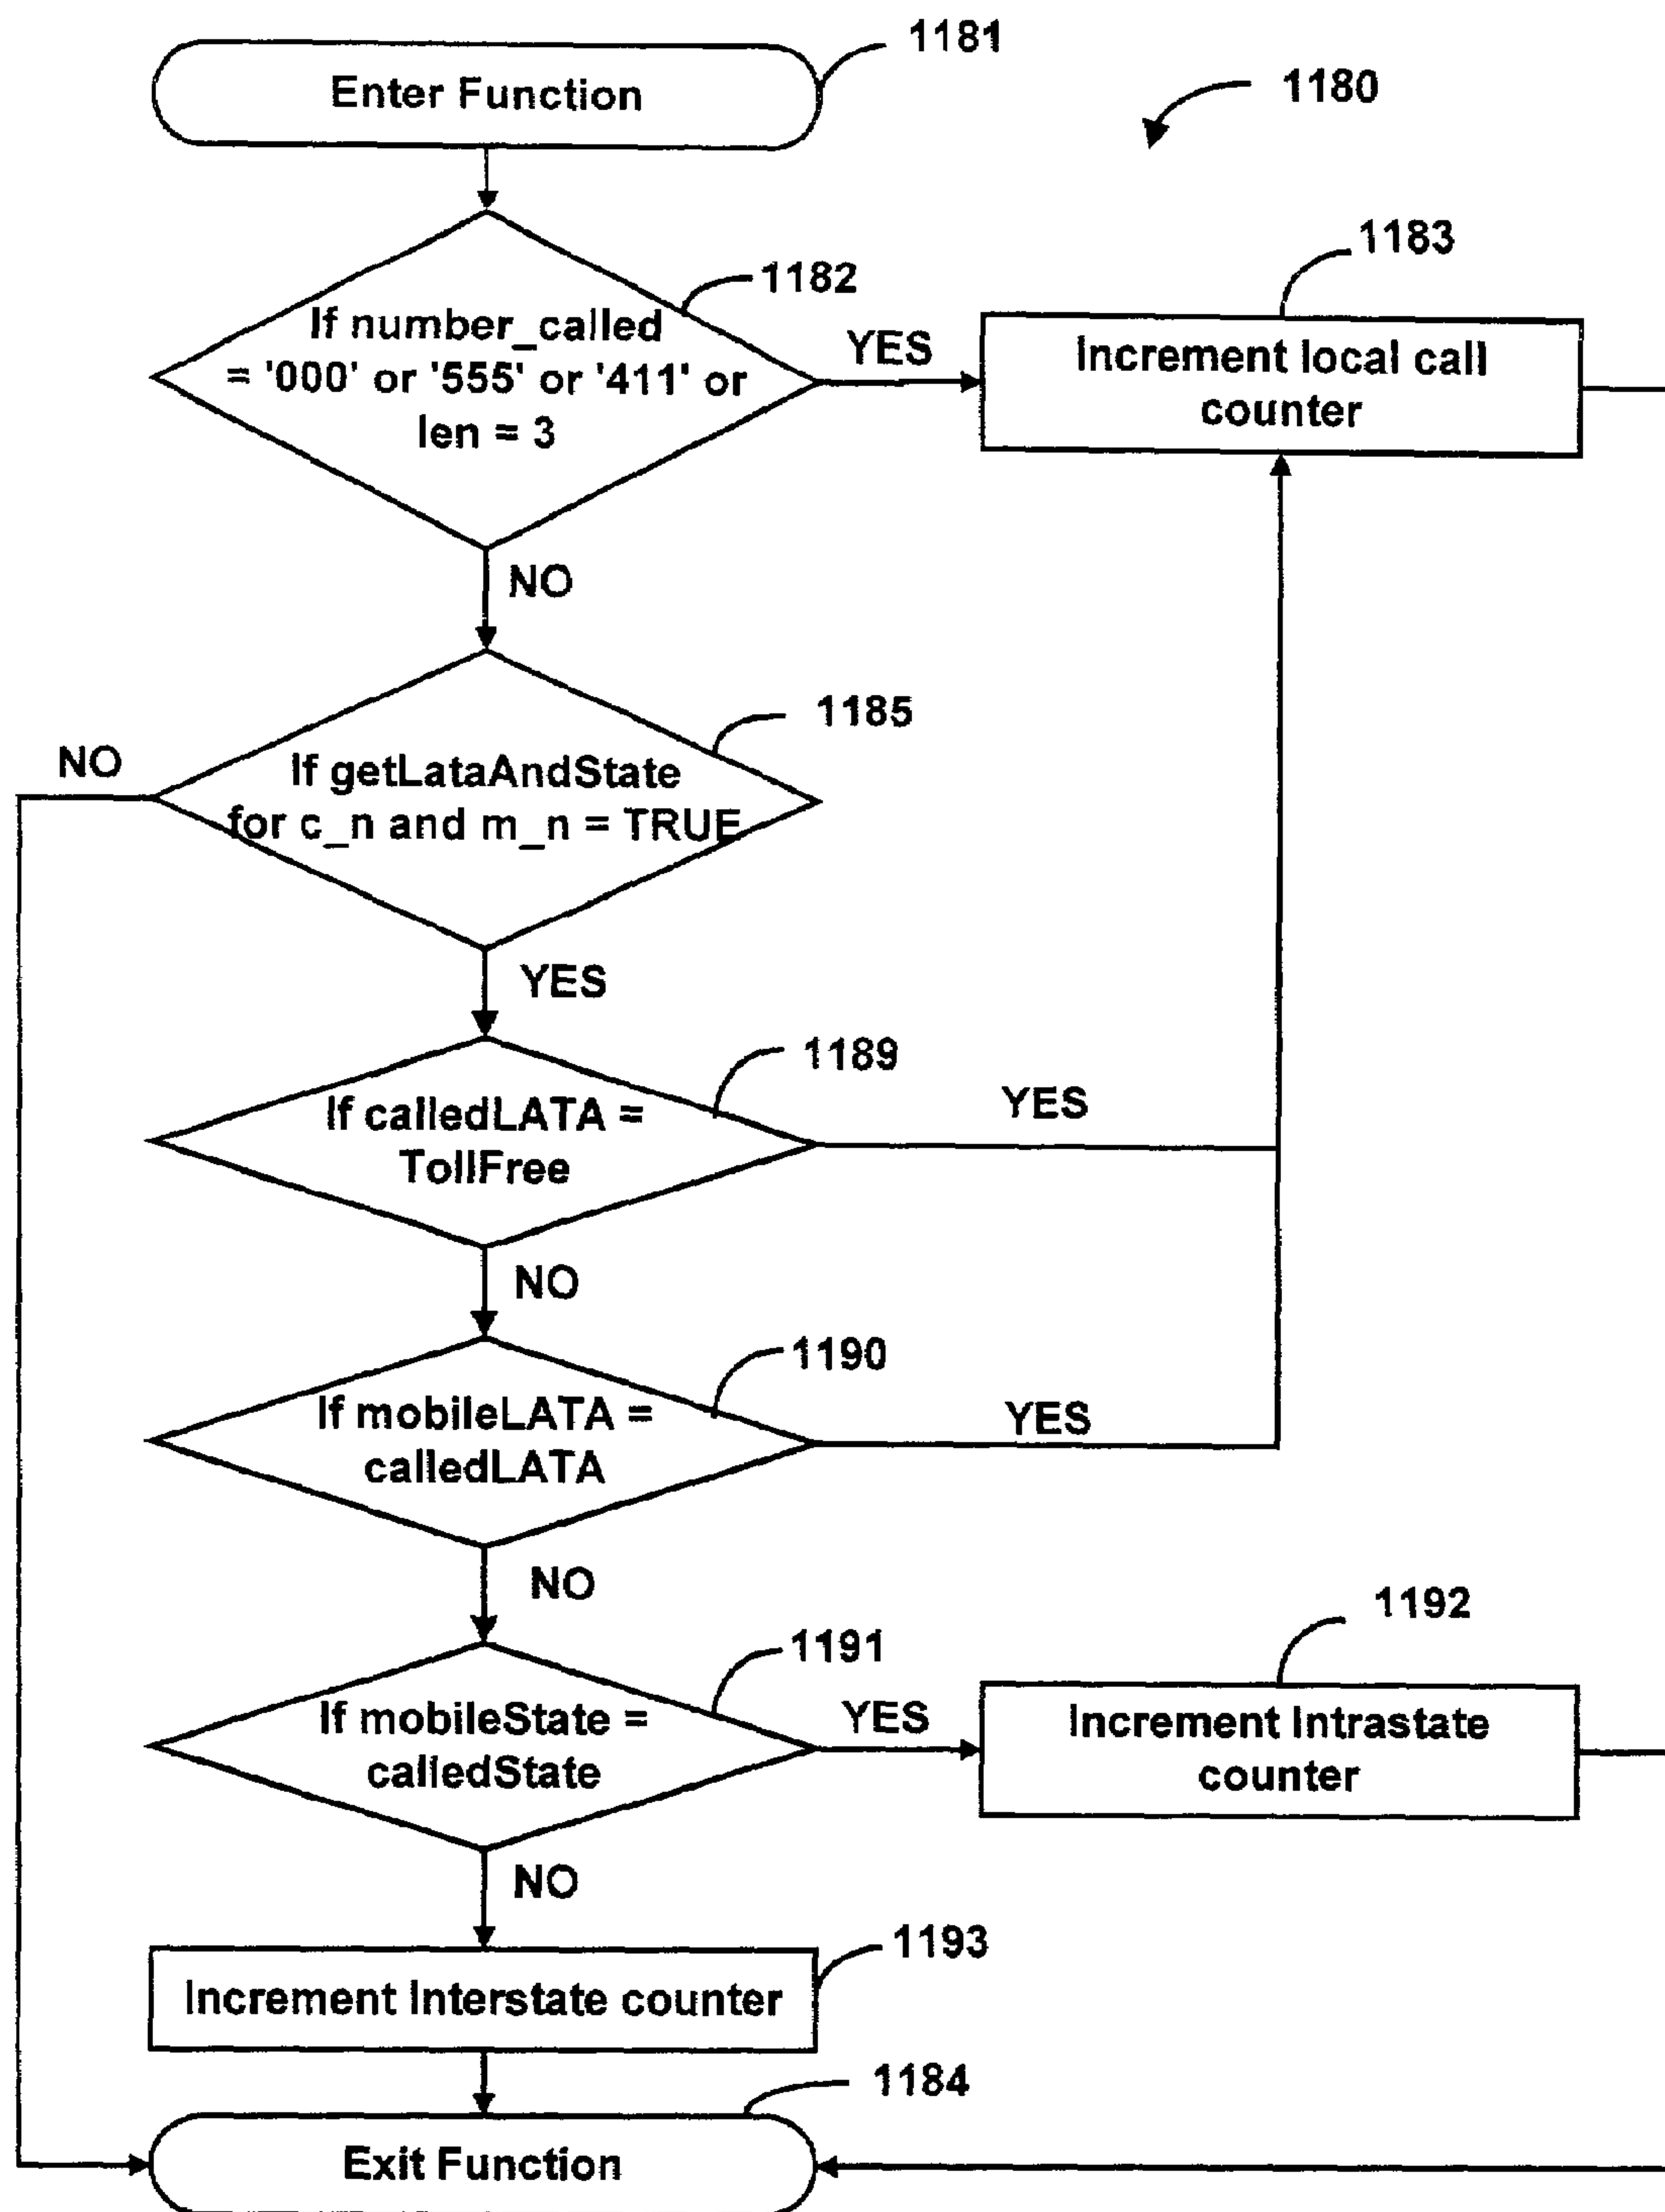 1181
Enter Function
1180
1183
1182
If number_called
= '000' or '555' or '411' or
len = 3
YES
Increment local call
counter
NO
1185
NO
If getLataAndState
for c_n and m_n = TRUE
YES
1189
If calledLATA =
TollFree
YES
NO
1190
If mobileLATA =
calledLATA
YES
NO
1192
1191
If mobileState =
calledState
YES
Increment Intrastate
counter
NO
1193
Increment Interstate counter
1184
Exit Function